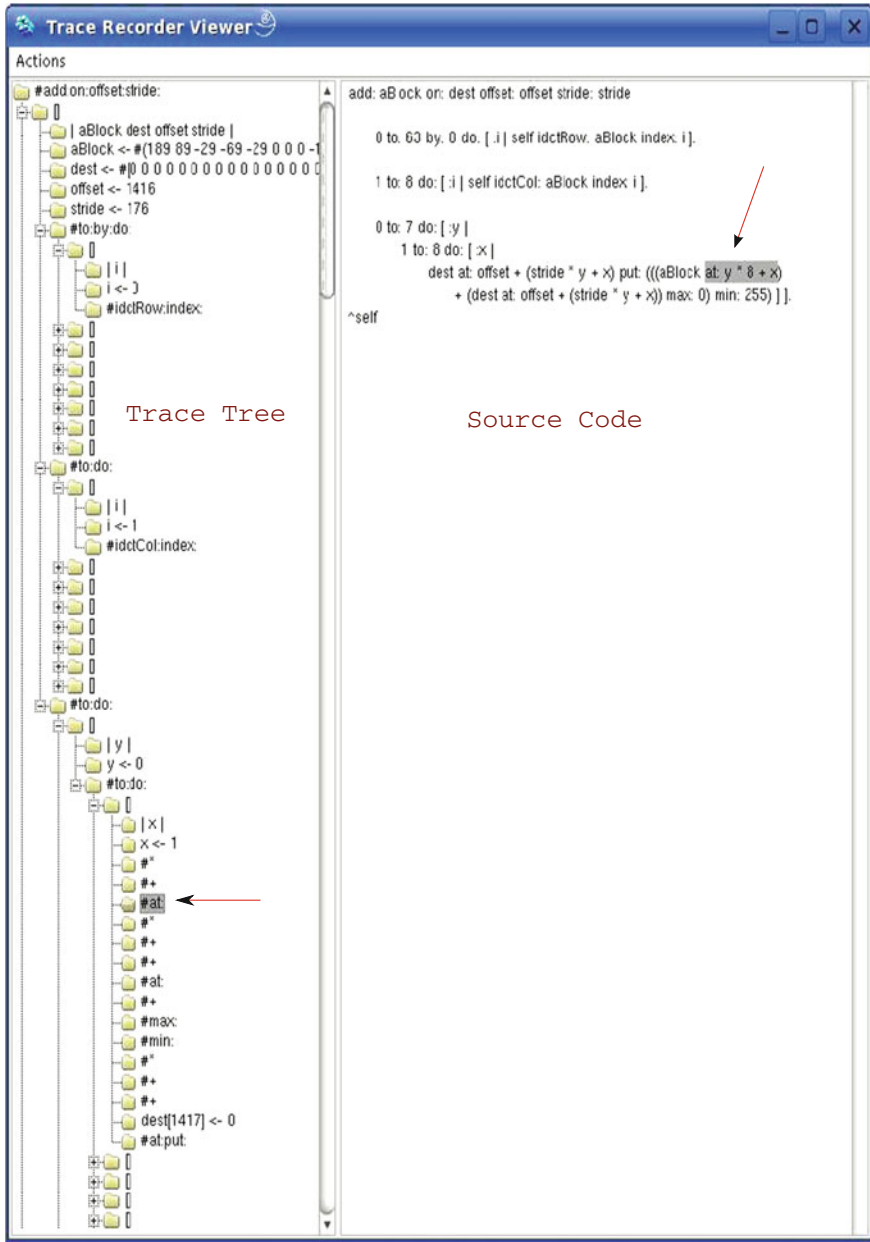 Trace Recorder Viewer
Actions
#add:on:offset:stride:
[]
| aBlock dest offset stride |
aBlock <- #(189 89 -29 -69 -29 0 0 0 -1
dest <- #[0 0 0 0 0 0 0 0 0 0 0 0 0 0 0 0
offset <- 1416
stride <- 176
#to:by:do:
[]
| i |
i <- 0
#idctRow:index:
[]
[]
[]
[]
[]
[]
[]
#to:do:
[]
| i |
i <- 1
#idctCol:index:
[]
[]
[]
[]
[]
[]
[]
#to:do:
[]
| y |
y <- 0
#to:do:
[]
| x |
x <- 1
#*
#+
#at:
#*
#+
#+
#at:
#+
#max:
#min:
#*
#+
#+
dest[1417] <- 0
#at:put:
[]
[]
[]
[]
Trace Tree
add: aBlock on: dest offset: offset stride: stride
0 to: 63 by: 0 do: [ :i | self idctRow: aBlock index: i ].
1 to: 8 do: [ :i | self idctCol: aBlock index: i ].
0 to: 7 do: [ :y |
1 to: 8 do: [ :x |
dest at: offset + (stride * y + x) put: (((aBlock at: y * 8 + x)
+ (dest at: offset + (stride * y + x)) max: 0) min: 255) ] ].
^self
Source Code